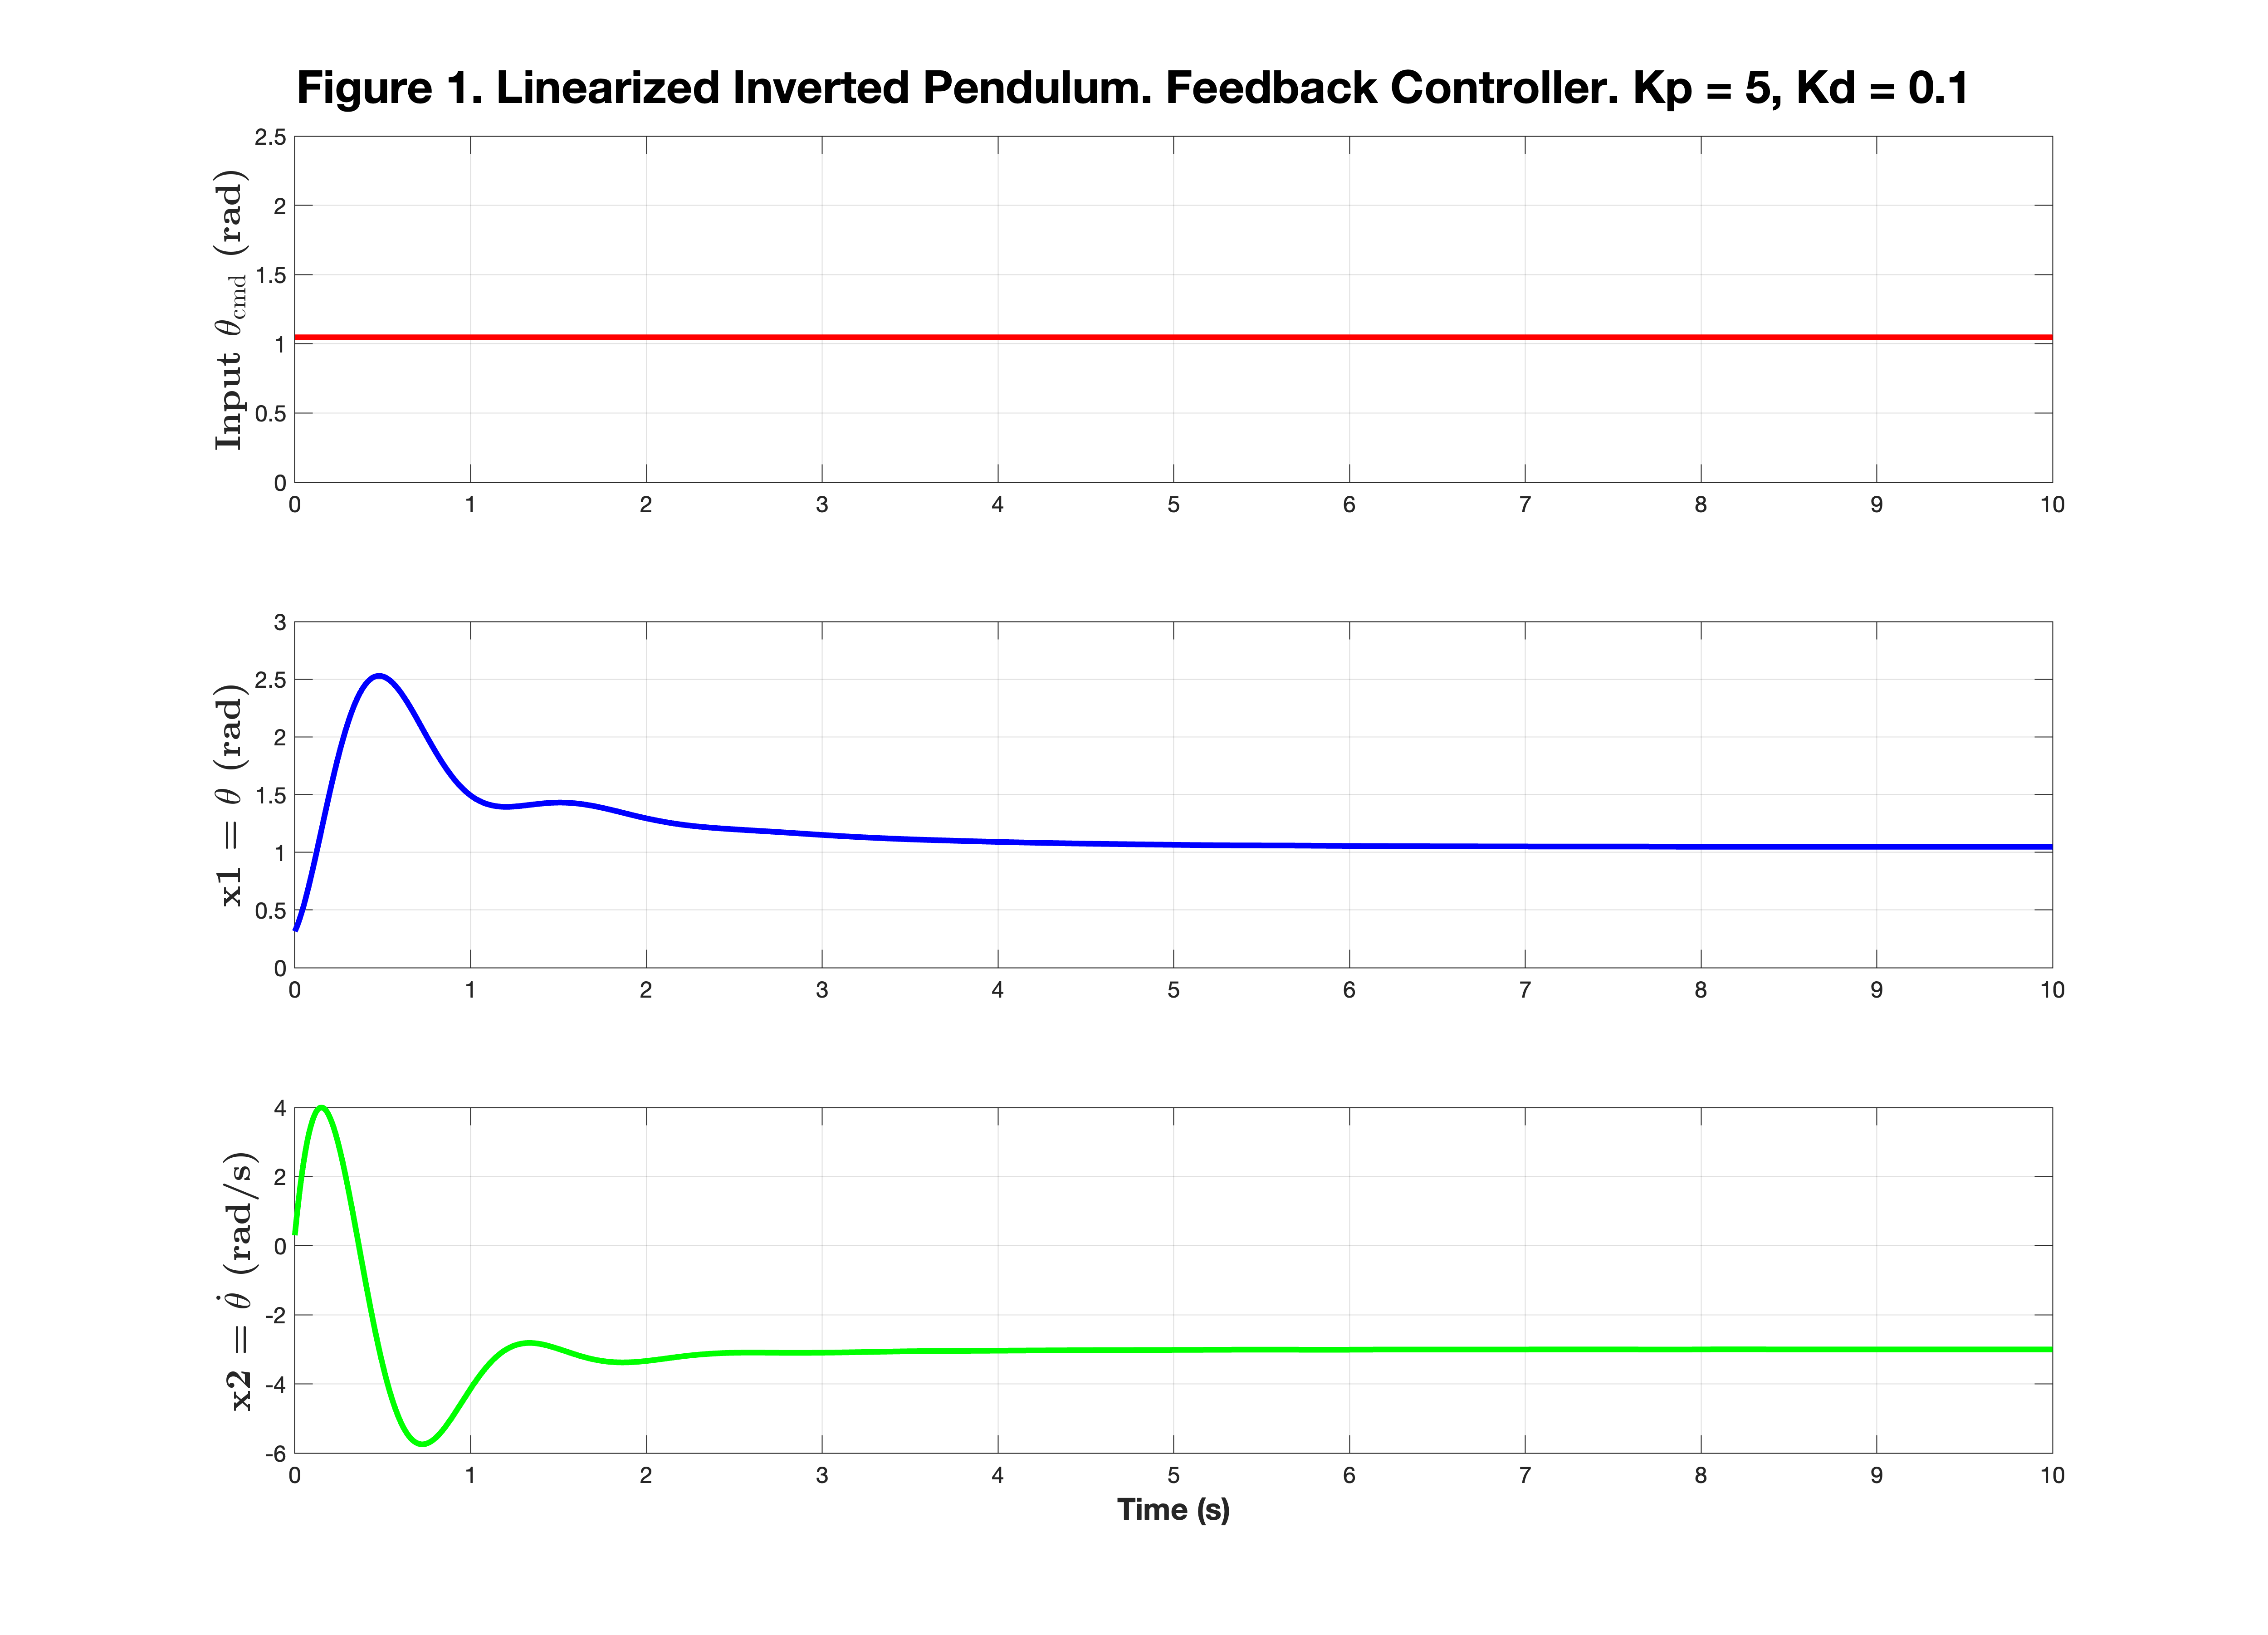 Figure 1. Linearized Inverted Pendulum. Feedback Controller. Kp = 5, Kd = 0.1
Input θcmd (rad)
2.5
2
1.5
1
0.5
0
0 1 2 3 4 5 6 7 8 9 10
x1 = θ (rad)
3
2.5
2
1.5
1
0.5
0
0 1 2 3 4 5 6 7 8 9 10
x2 = θ̇ (rad/s)
4
2
0
-2
-4
-6
0 1 2 3 4 5 6 7 8 9 10
Time (s)